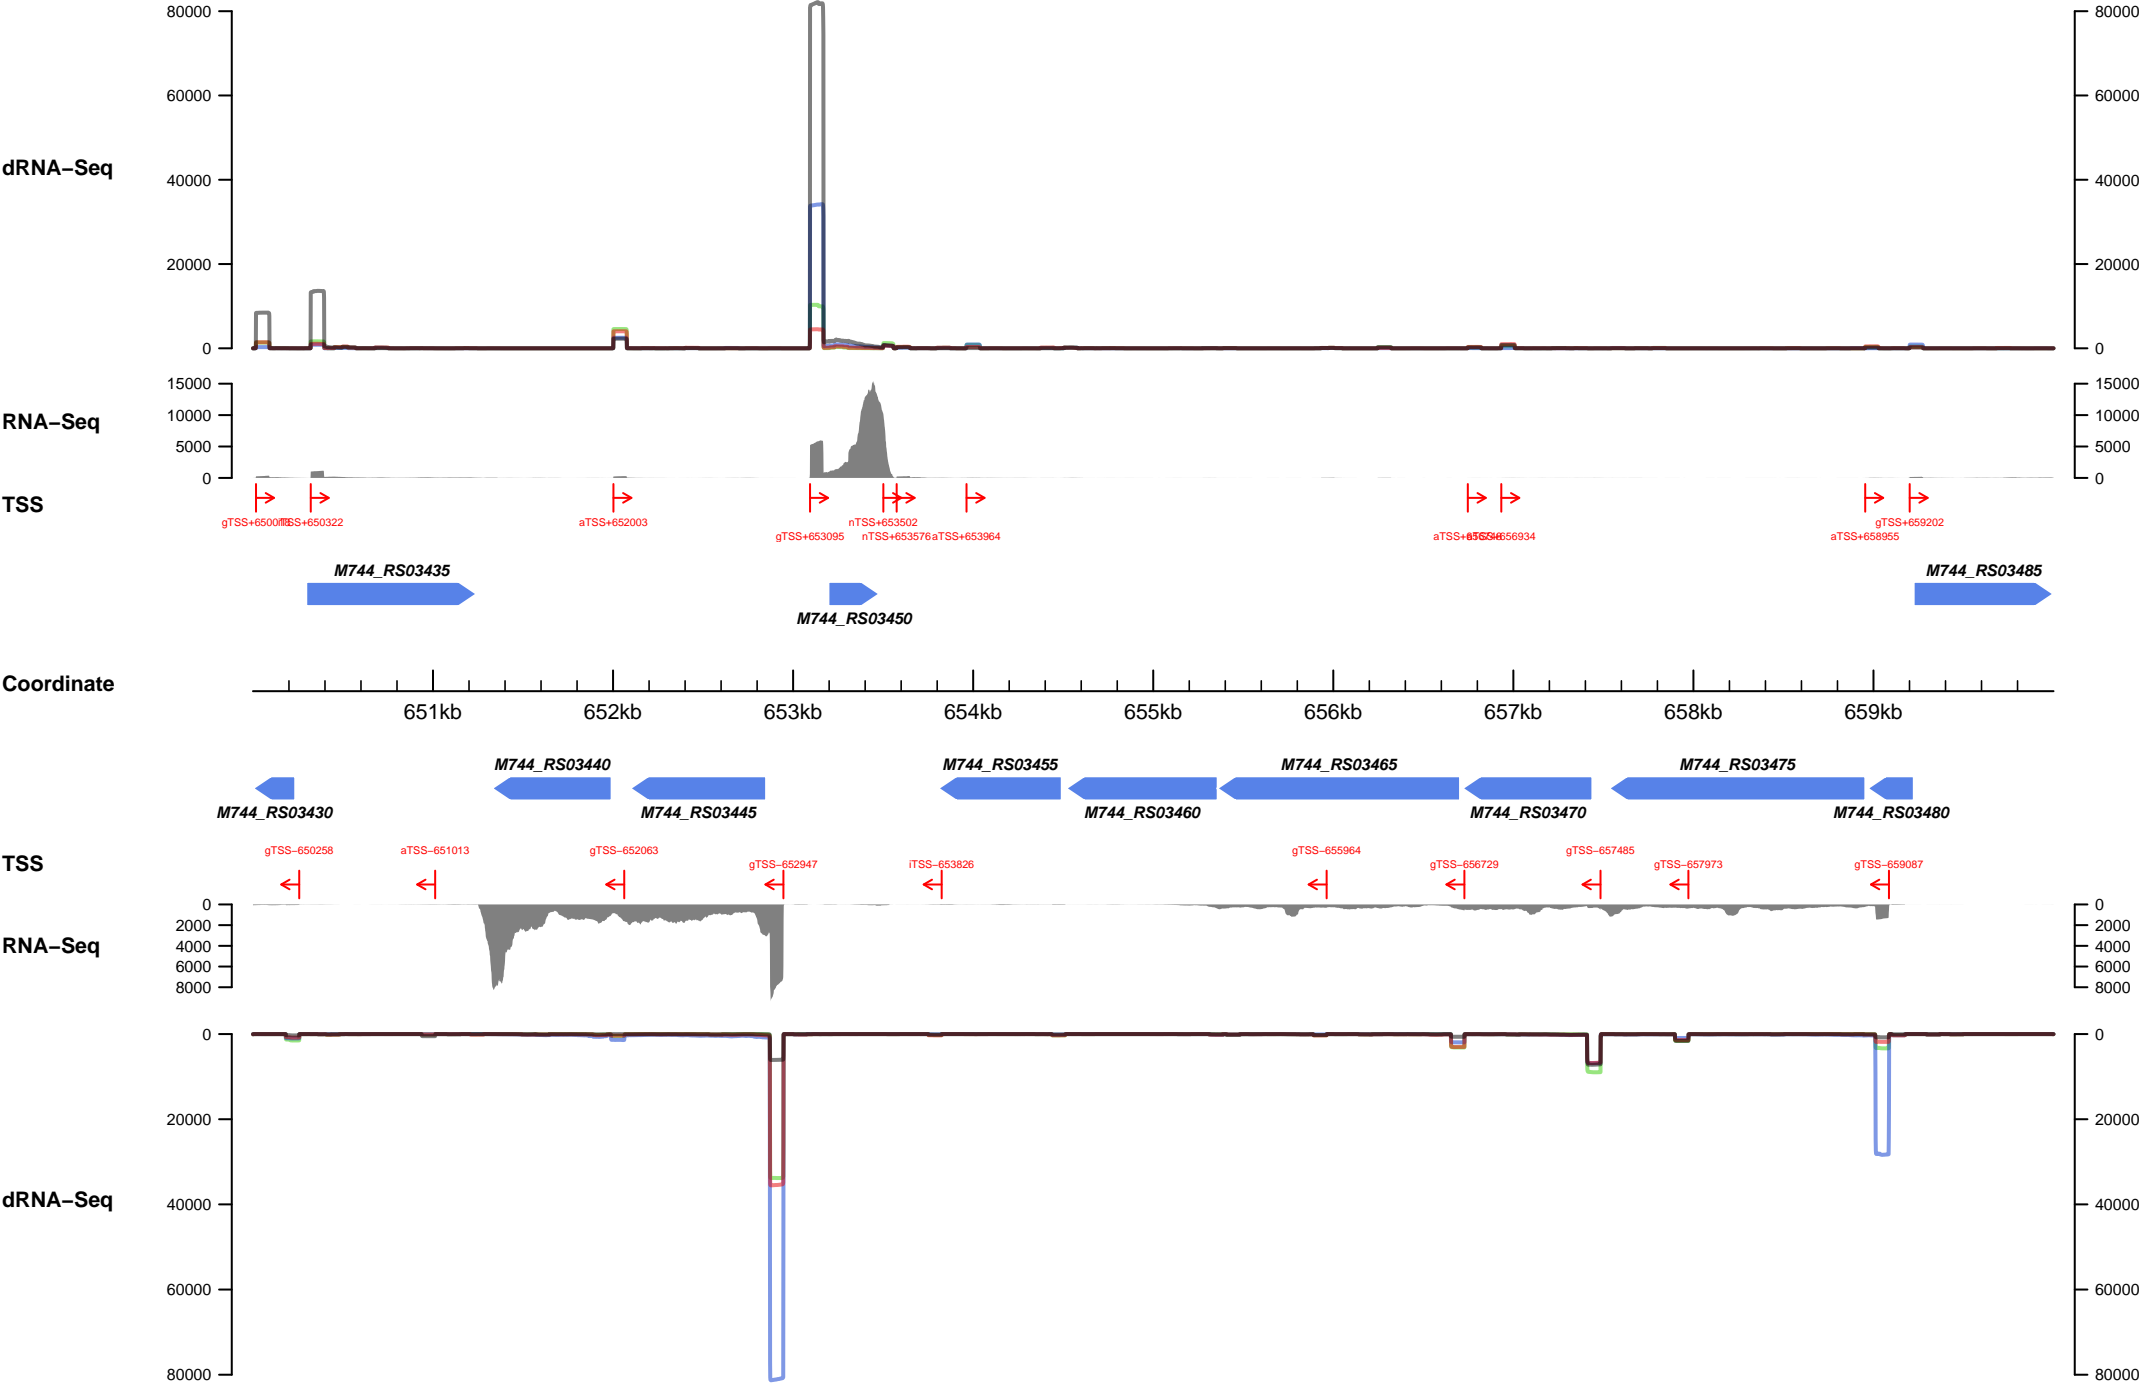 80000 80000
60000 60000
dRNA−Seq
40000 40000
20000 20000
0 0
15000 15000
RNA−Seq
10000 10000
5000 5000
0 0
TSS
gTSS+650322
aTSS+652003
nTSS+653502
gTSS+659202
gTSS+653095
nTSS+653576
aTSS+653964
aTSS+656934
aTSS+658955
M744_RS03435
M744_RS03485
M744_RS03450
Coordinate
651kb 652kb 653kb 654kb 655kb 656kb 657kb 658kb 659kb
M744_RS03440 M744_RS03455 M744_RS03465 M744_RS03475
M744_RS03430 M744_RS03445 M744_RS03460 M744_RS03470 M744_RS03480
gTSS−650258 aTSS−651013 gTSS−652063 gTSS−655964 gTSS−657485
TSS
gTSS−652947 iTSS−653826 gTSS−656729 gTSS−657973 gTSS−659087
0 0
2000 2000
RNA−Seq
4000 4000
6000 6000
8000 8000
0 0
20000 20000
dRNA−Seq
40000 40000
60000 60000
80000 80000